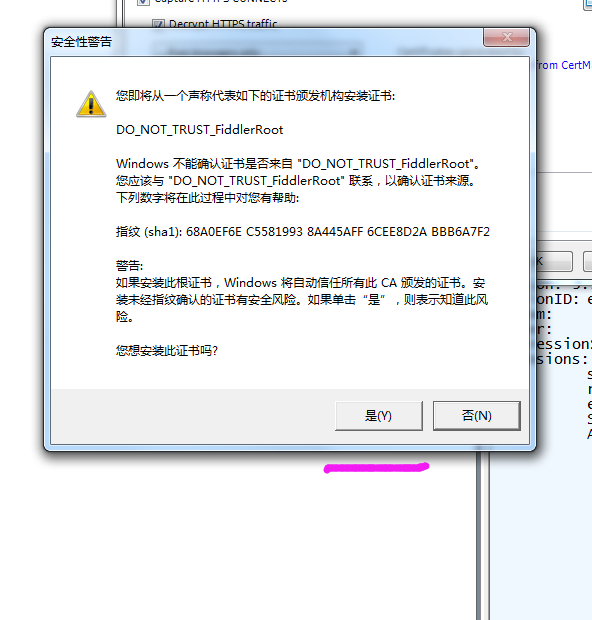 Capture HTTPS CONNECTs
Decrypt HTTPS traffic
安全性警告
from CertM
您即将从一个声称代表如下的证书颁发机构安装证书:
DO_NOT_TRUST_FiddlerRoot
Windows 不能确认证书是否来自 "DO_NOT_TRUST_FiddlerRoot"。
您应该与 "DO_NOT_TRUST_FiddlerRoot" 联系，以确认证书来源。
下列数字将在此过程中对您有帮助:
指纹 (sha1): 68A0EF6E C5581993 8A445AFF 6CEE8D2A BBB6A7F2
警告:
如果安装此根证书，Windows 将自动信任所有此 CA 颁发的证书。安
装未经指纹确认的证书有安全风险。如果单击“是”，则表示知道此风
险。
您想安装此证书吗?
是(Y)
否(N)
K
onID: e
m:
r:
essionS
sions:
s
r
e
S
A